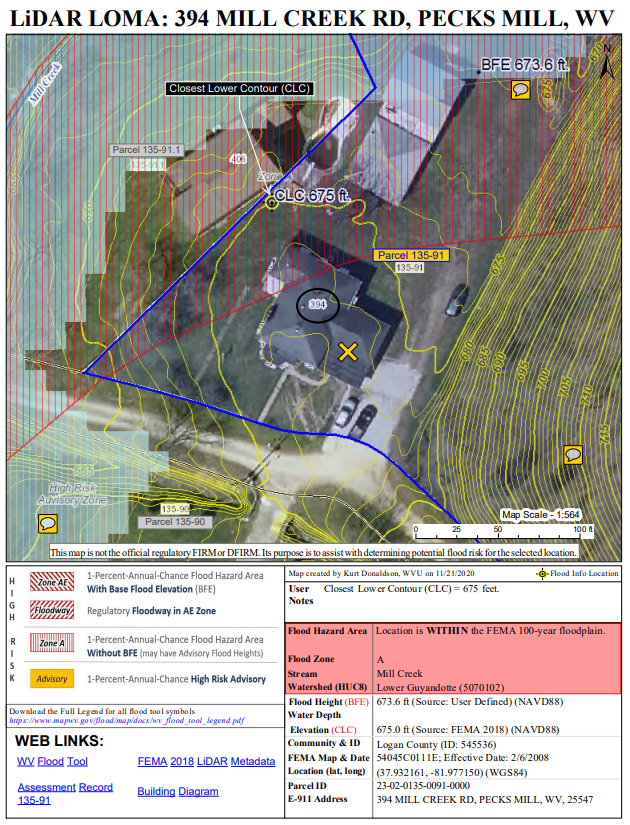 LiDAR LOMA: 394 MILL CREEK RD, PECKS MILL, WV
Mill Creek
BFE 673.6 ft.
N
670
675
Closest Lower Contour (CLC)
Parcel 135-91.1
403
Zone
CLC 675 ft.
670
675
Parcel 135-91
135-91
394
680
685
690
695
700
705
710
715
665
High Risk
Advisory Zone
135-90
Parcel 135-90
Map Scale - 1:564
0 25 50 100 ft
This map is not the official regulatory FIRM or DFIRM. Its purpose is to assist with determining potential flood risk for the selected location.
HIGH RISK
Zone AE
1-Percent-Annual-Chance Flood Hazard Area
With Base Flood Elevation (BFE)
Floodway
Regulatory Floodway in AE Zone
Zone A
1-Percent-Annual-Chance Flood Hazard Area
Without BFE (may have Advisory Flood Heights)
Advisory
1-Percent-Annual-Chance High Risk Advisory
Download the Full Legend for all flood tool symbols
https://www.mapwv.gov/flood/map/docs/wv_flood_tool_legend.pdf
WEB LINKS:
WV Flood Tool
FEMA 2018 LiDAR Metadata
Assessment Record
135-91
Building Diagram
Map created by Kurt Donaldson, WVU on 11/21/2020
Flood Info Location
User Notes
Closest Lower Contour (CLC) = 675 feet.
Flood Hazard Area Location is WITHIN the FEMA 100-year floodplain.
Flood Zone A
Stream Mill Creek
Watershed (HUC8) Lower Guyandotte (5070102)
Flood Height (BFE) 673.6 ft (Source: User Defined) (NAVD88)
Water Depth
Elevation (CLC) 675.0 ft (Source: FEMA 2018) (NAVD88)
Community & ID Logan County (ID: 545536)
FEMA Map & Date 54045C0111E; Effective Date: 2/6/2008
Location (lat, long) (37.932161, -81.977150) (WGS84)
Parcel ID 23-02-0135-0091-0000
E-911 Address 394 MILL CREEK RD, PECKS MILL, WV, 25547